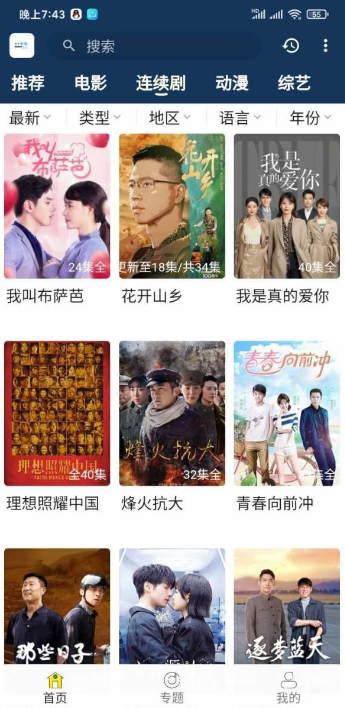 晚上7:43
HD
55
搜索
推荐 电影 连续剧 动漫 综艺
最新 类型 地区 语言 年份
我叫布萨芭
24集全
花开山乡
更新至18集/共34集
我是真的爱你
40集全
我叫布萨芭 花开山乡 我是真的爱你
理想照耀中国
全40集
烽火抗大
32集全
青春向前冲
理想照耀中国 烽火抗大 青春向前冲
那些日子
逐梦蓝天
首页 专题 我的